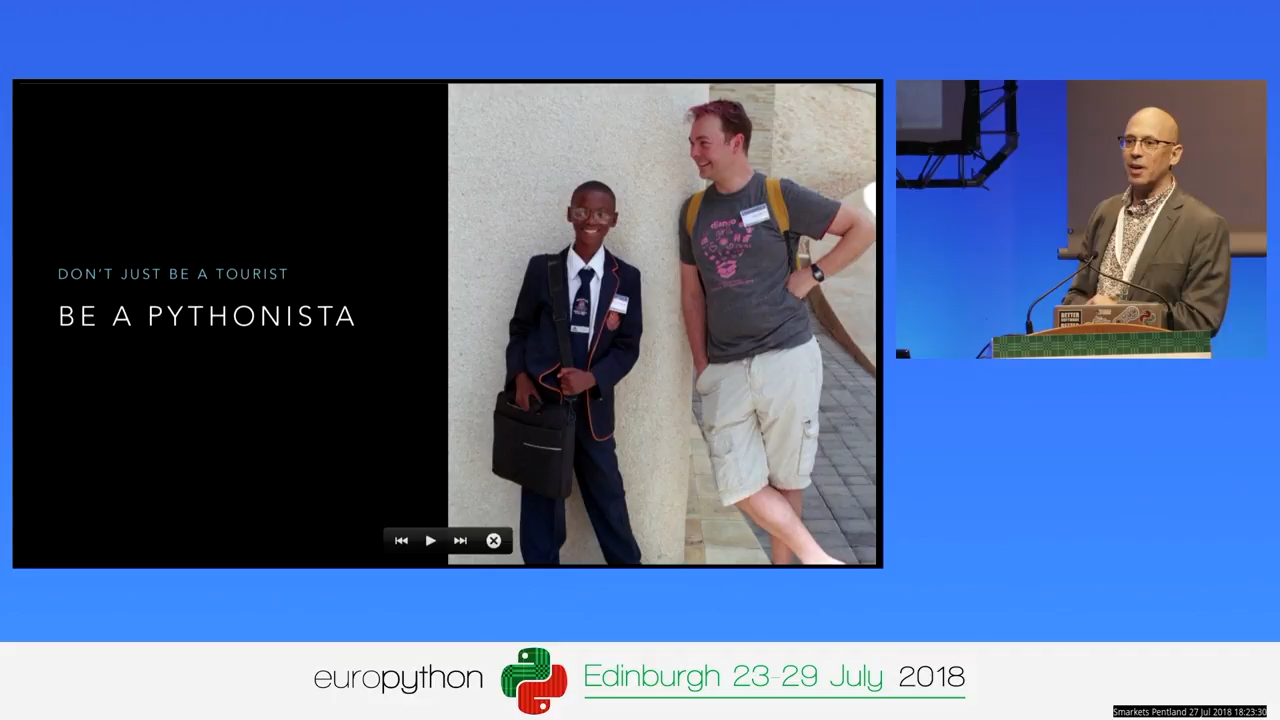 DON'T JUST BE A TOURIST
BE A PYTHONISTA
europython
Edinburgh 23-29 July 2018
Smarkets Pentland 27 Jul 2018 18:23:30